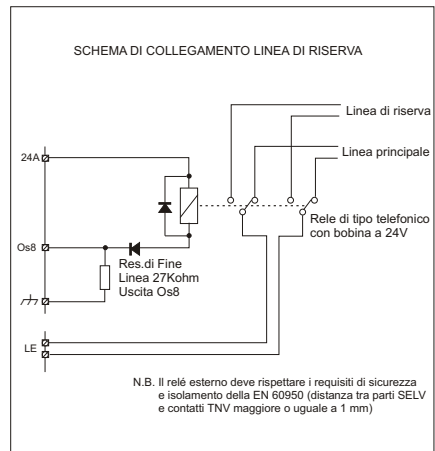 SCHEMA DI COLLEGAMENTO LINEA DI RISERVA
Linea di riserva
Linea principale
24A
Rele di tipo telefonico
con bobina a 24V
Os8
Res.di Fine
Linea 27Kohm
Uscita Os8
LE
N.B. Il relé esterno deve rispettare i requisiti di sicurezza
e isolamento della EN 60950 (distanza tra parti SELV
e contatti TNV maggiore o uguale a 1 mm)